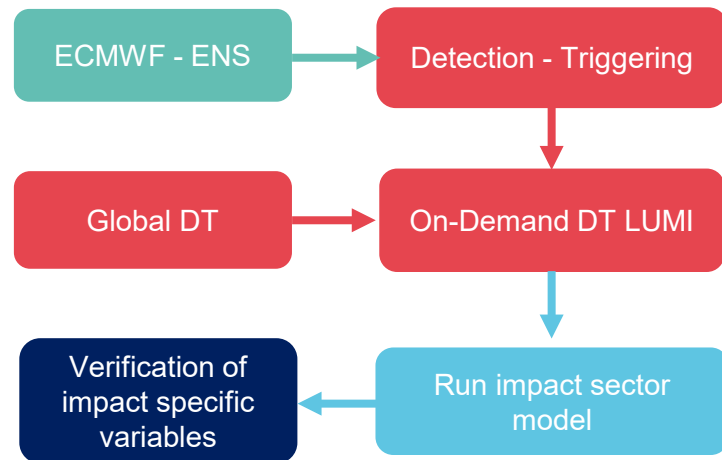 ECMWF - ENS
Detection - Triggering
Global DT
On-Demand DT LUMI
Verification of
impact specific
variables
Run impact sector
model